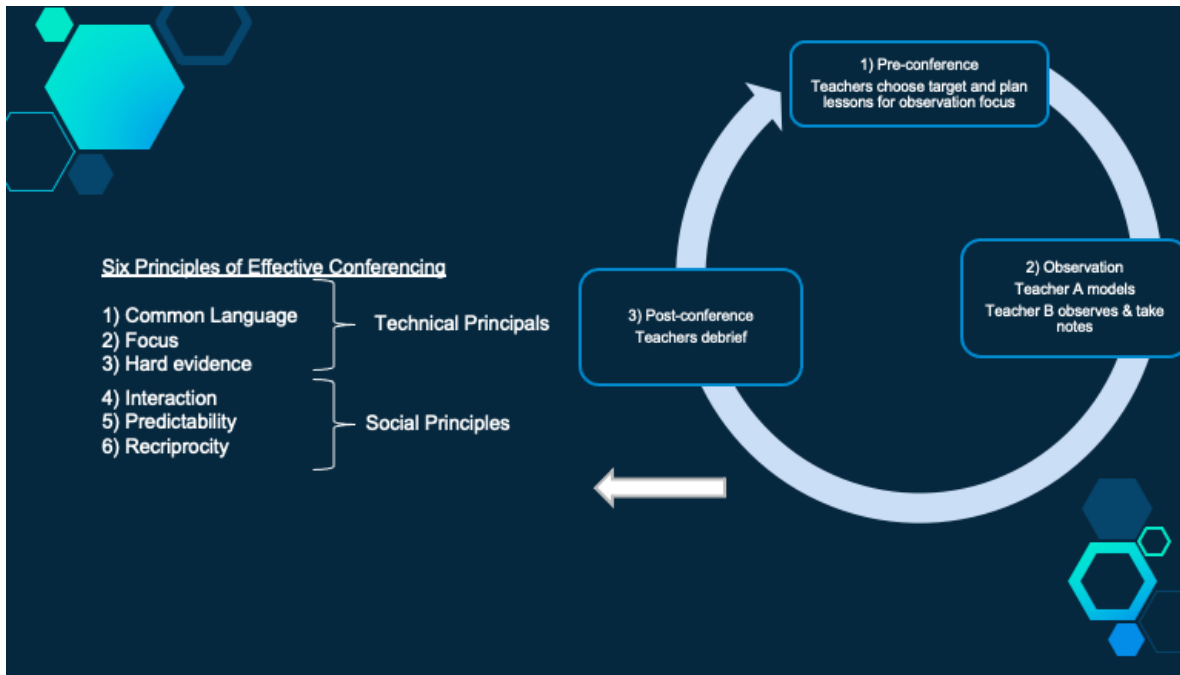 Six Principles of Effective Conferencing
1) Common Language
2) Focus
3) Hard evidence
Technical Principals
4) Interaction
5) Predictability
6) Recriprocity
Social Principles
1) Pre-conference
Teachers choose target and plan
lessons for observation focus
2) Observation
Teacher A models
Teacher B observes & take
notes
3) Post-conference
Teachers debrief